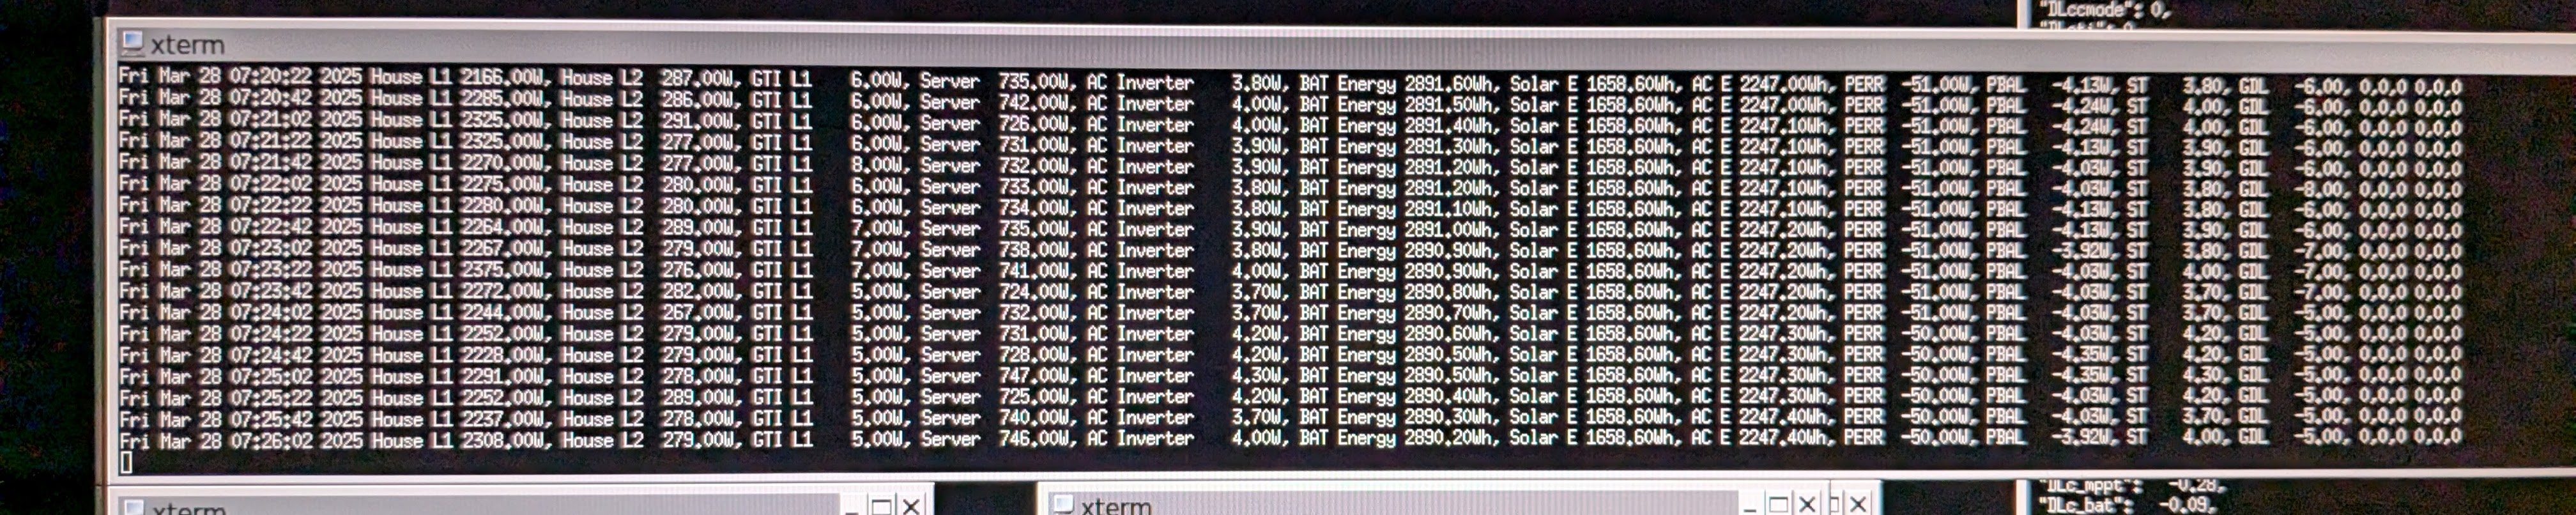 "DLccmode": 0,
xterm
Fri Mar 28 07:20:22 2025 House L1 2166.00W, House L2 287.00W, GTI L1 6.00W, Server 735.00W, AC Inverter 3.80W, BAT Energy 2891.60Wh, Solar E 1658.60Wh, AC E 2247.00Wh, PERR -51.00W, PBAL -4.13W, ST 3.80, GDL -6.00, 0,0,0 0,0,0
Fri Mar 28 07:20:42 2025 House L1 2285.00W, House L2 286.00W, GTI L1 6.00W, Server 742.00W, AC Inverter 4.00W, BAT Energy 2891.50Wh, Solar E 1658.60Wh, AC E 2247.00Wh, PERR -51.00W, PBAL -4.24W, ST 4.00, GDL -6.00, 0,0,0 0,0,0
Fri Mar 28 07:21:02 2025 House L1 2325.00W, House L2 291.00W, GTI L1 6.00W, Server 726.00W, AC Inverter 4.00W, BAT Energy 2891.40Wh, Solar E 1658.60Wh, AC E 2247.10Wh, PERR -51.00W, PBAL -4.24W, ST 4.00, GDL -6.00, 0,0,0 0,0,0
Fri Mar 28 07:21:22 2025 House L1 2325.00W, House L2 277.00W, GTI L1 6.00W, Server 731.00W, AC Inverter 3.90W, BAT Energy 2891.30Wh, Solar E 1658.60Wh, AC E 2247.10Wh, PERR -51.00W, PBAL -4.13W, ST 3.90, GDL -6.00, 0,0,0 0,0,0
Fri Mar 28 07:21:42 2025 House L1 2270.00W, House L2 277.00W, GTI L1 8.00W, Server 732.00W, AC Inverter 3.90W, BAT Energy 2891.20Wh, Solar E 1658.60Wh, AC E 2247.10Wh, PERR -51.00W, PBAL -4.03W, ST 3.90, GDL -6.00, 0,0,0 0,0,0
Fri Mar 28 07:22:02 2025 House L1 2275.00W, House L2 280.00W, GTI L1 6.00W, Server 733.00W, AC Inverter 3.80W, BAT Energy 2891.20Wh, Solar E 1658.60Wh, AC E 2247.10Wh, PERR -51.00W, PBAL -4.03W, ST 3.80, GDL -8.00, 0,0,0 0,0,0
Fri Mar 28 07:22:22 2025 House L1 2280.00W, House L2 280.00W, GTI L1 6.00W, Server 734.00W, AC Inverter 3.80W, BAT Energy 2891.10Wh, Solar E 1658.60Wh, AC E 2247.10Wh, PERR -51.00W, PBAL -4.13W, ST 3.80, GDL -6.00, 0,0,0 0,0,0
Fri Mar 28 07:22:42 2025 House L1 2264.00W, House L2 289.00W, GTI L1 7.00W, Server 735.00W, AC Inverter 3.90W, BAT Energy 2891.00Wh, Solar E 1658.60Wh, AC E 2247.20Wh, PERR -51.00W, PBAL -4.13W, ST 3.90, GDL -6.00, 0,0,0 0,0,0
Fri Mar 28 07:23:02 2025 House L1 2267.00W, House L2 279.00W, GTI L1 7.00W, Server 738.00W, AC Inverter 3.80W, BAT Energy 2890.90Wh, Solar E 1658.60Wh, AC E 2247.20Wh, PERR -51.00W, PBAL -3.92W, ST 3.80, GDL -7.00, 0,0,0 0,0,0
Fri Mar 28 07:23:22 2025 House L1 2375.00W, House L2 276.00W, GTI L1 7.00W, Server 741.00W, AC Inverter 4.00W, BAT Energy 2890.90Wh, Solar E 1658.60Wh, AC E 2247.20Wh, PERR -51.00W, PBAL -4.03W, ST 4.00, GDL -7.00, 0,0,0 0,0,0
Fri Mar 28 07:23:42 2025 House L1 2272.00W, House L2 282.00W, GTI L1 5.00W, Server 724.00W, AC Inverter 3.70W, BAT Energy 2890.80Wh, Solar E 1658.60Wh, AC E 2247.20Wh, PERR -51.00W, PBAL -4.03W, ST 3.70, GDL -7.00, 0,0,0 0,0,0
Fri Mar 28 07:24:02 2025 House L1 2244.00W, House L2 267.00W, GTI L1 5.00W, Server 732.00W, AC Inverter 3.70W, BAT Energy 2890.70Wh, Solar E 1658.60Wh, AC E 2247.20Wh, PERR -51.00W, PBAL -4.03W, ST 3.70, GDL -5.00, 0,0,0 0,0,0
Fri Mar 28 07:24:22 2025 House L1 2252.00W, House L2 279.00W, GTI L1 5.00W, Server 731.00W, AC Inverter 4.20W, BAT Energy 2890.60Wh, Solar E 1658.60Wh, AC E 2247.30Wh, PERR -50.00W, PBAL -4.03W, ST 4.20, GDL -5.00, 0,0,0 0,0,0
Fri Mar 28 07:24:42 2025 House L1 2228.00W, House L2 279.00W, GTI L1 5.00W, Server 728.00W, AC Inverter 4.20W, BAT Energy 2890.50Wh, Solar E 1658.60Wh, AC E 2247.30Wh, PERR -50.00W, PBAL -4.35W, ST 4.20, GDL -5.00, 0,0,0 0,0,0
Fri Mar 28 07:25:02 2025 House L1 2291.00W, House L2 278.00W, GTI L1 5.00W, Server 747.00W, AC Inverter 4.30W, BAT Energy 2890.50Wh, Solar E 1658.60Wh, AC E 2247.30Wh, PERR -50.00W, PBAL -4.35W, ST 4.30, GDL -5.00, 0,0,0 0,0,0
Fri Mar 28 07:25:22 2025 House L1 2252.00W, House L2 289.00W, GTI L1 5.00W, Server 725.00W, AC Inverter 4.20W, BAT Energy 2890.40Wh, Solar E 1658.60Wh, AC E 2247.30Wh, PERR -50.00W, PBAL -4.03W, ST 4.20, GDL -5.00, 0,0,0 0,0,0
Fri Mar 28 07:25:42 2025 House L1 2237.00W, House L2 278.00W, GTI L1 5.00W, Server 740.00W, AC Inverter 3.70W, BAT Energy 2890.30Wh, Solar E 1658.60Wh, AC E 2247.40Wh, PERR -50.00W, PBAL -4.03W, ST 3.70, GDL -5.00, 0,0,0 0,0,0
Fri Mar 28 07:26:02 2025 House L1 2308.00W, House L2 279.00W, GTI L1 5.00W, Server 746.00W, AC Inverter 4.00W, BAT Energy 2890.20Wh, Solar E 1658.60Wh, AC E 2247.40Wh, PERR -50.00W, PBAL -3.92W, ST 4.00, GDL -5.00, 0,0,0 0,0,0
xterm
xterm
"DLc_mppt": -0.28,
"DLc_bat": -0.09,